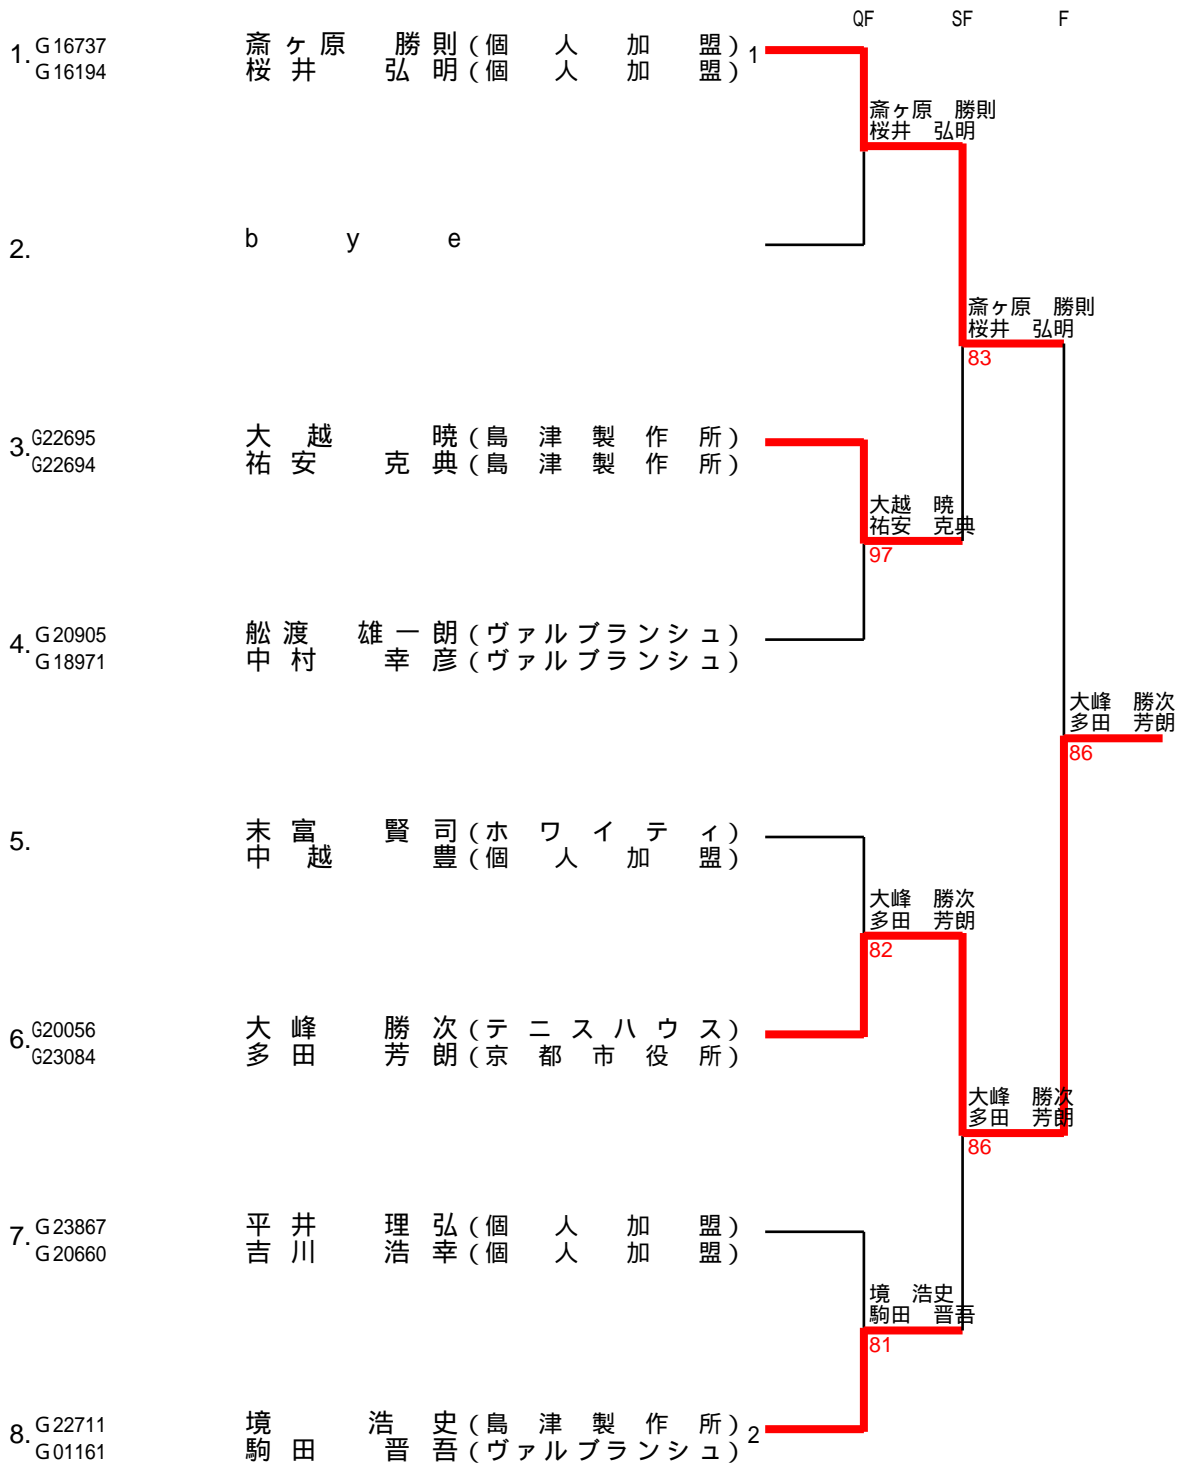 QF SF F
1. G16737 斎ヶ原 勝則(個人加盟) 1
G16194 桜井 弘明(個人加盟)
斎ヶ原 勝則
桜井 弘明
2. bye
斎ヶ原 勝則
桜井 弘明
83
3. G22695 大越 暁(島津製作所)
G22694 祐安 克典(島津製作所)
大越 暁
祐安 克典
97
4. G20905 舩渡 雄一朗(ヴァルブランシュ)
G18971 中村 幸彦(ヴァルブランシュ)
大峰 勝次
多田 芳朗
86
5. 末富 賢司(ホワイティ)
中越 豊(個人加盟)
大峰 勝次
多田 芳朗
82
6. G20056 大峰 勝次(テニスハウス)
G23084 多田 芳朗(京都市役所)
大峰 勝次
多田 芳朗
86
7. G23867 平井 理弘(個人加盟)
G20660 吉川 浩幸(個人加盟)
境 浩史
駒田 晋吾
81
8. G22711 境 浩史(島津製作所) 2
G01161 駒田 晋吾(ヴァルブランシュ)